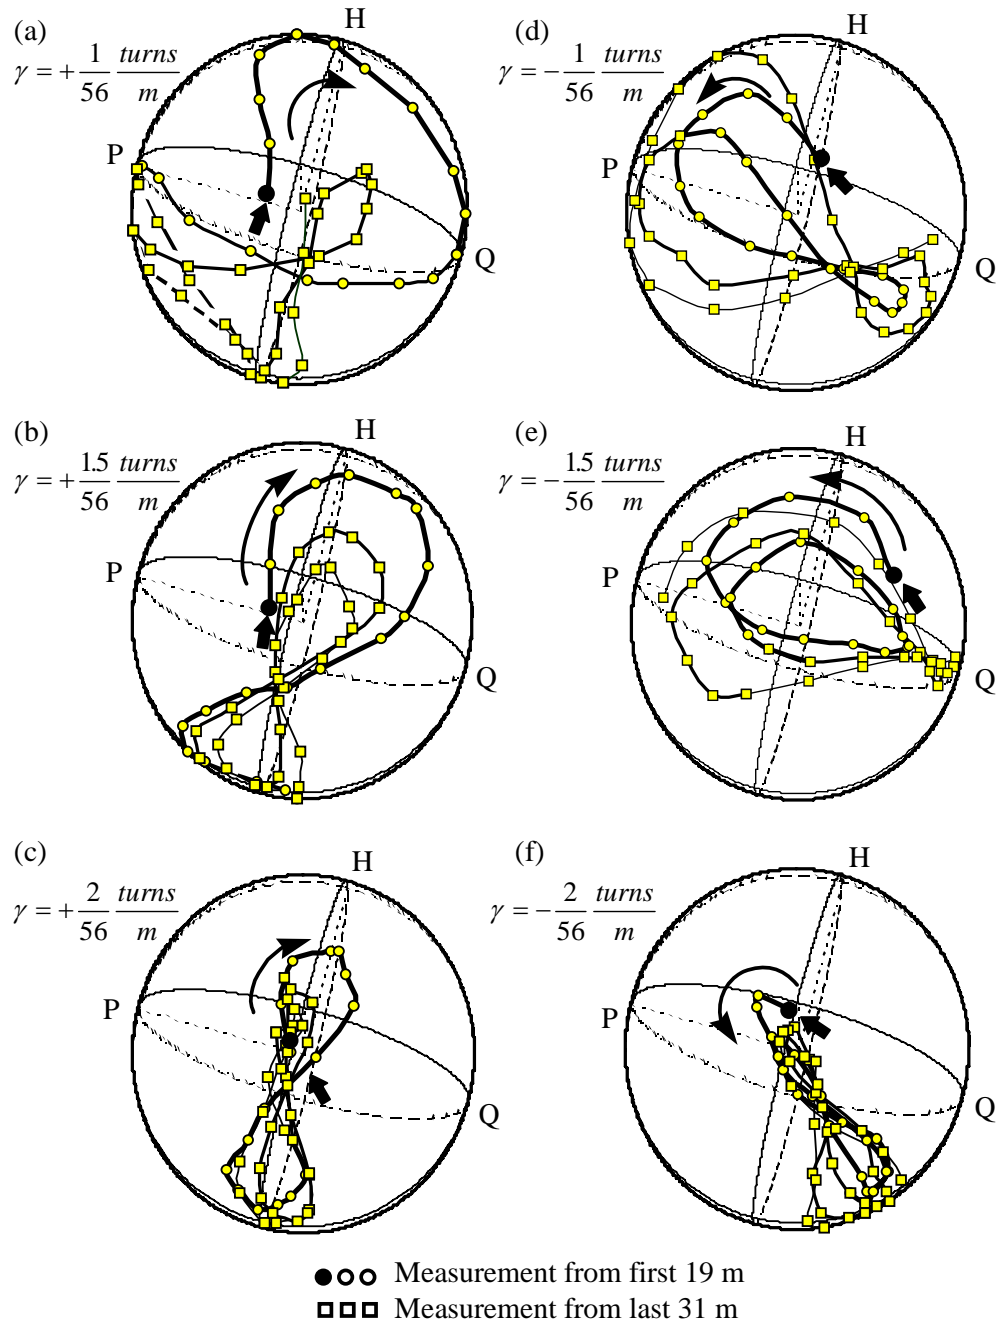 (a)
γ = + 1/56 turns/m
H
P
Q
(d)
γ = − 1/56 turns/m
H
P
Q
(b)
γ = + 1.5/56 turns/m
H
P
Q
(e)
γ = − 1.5/56 turns/m
H
P
Q
(c)
γ = + 2/56 turns/m
H
P
Q
(f)
γ = − 2/56 turns/m
H
P
Q
Measurement from first 19 m
Measurement from last 31 m